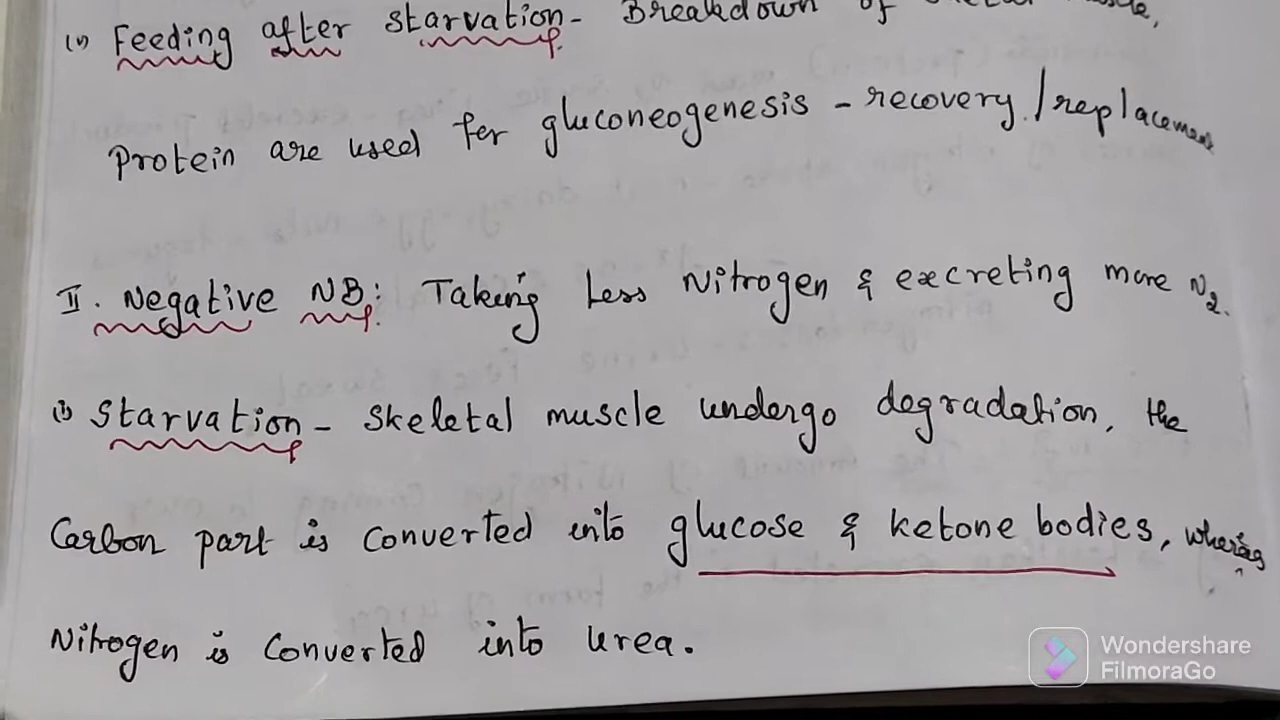 (v) Feeding after starvation - Breakdown of
Protein are used for gluconeogenesis - recovery/replacement
II. Negative NB: Taking Less Nitrogen & excreting more N2.
(i) Starvation - Skeletal muscle undergo degradation, the
Carbon part is converted into glucose & ketone bodies, whereas
Nitrogen is converted into urea.
Wondershare
FilmoraGo